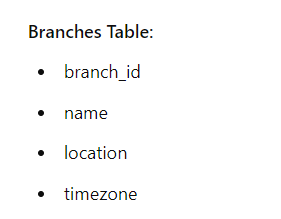 Branches Table:
• branch_id
• name
• location
• timezone